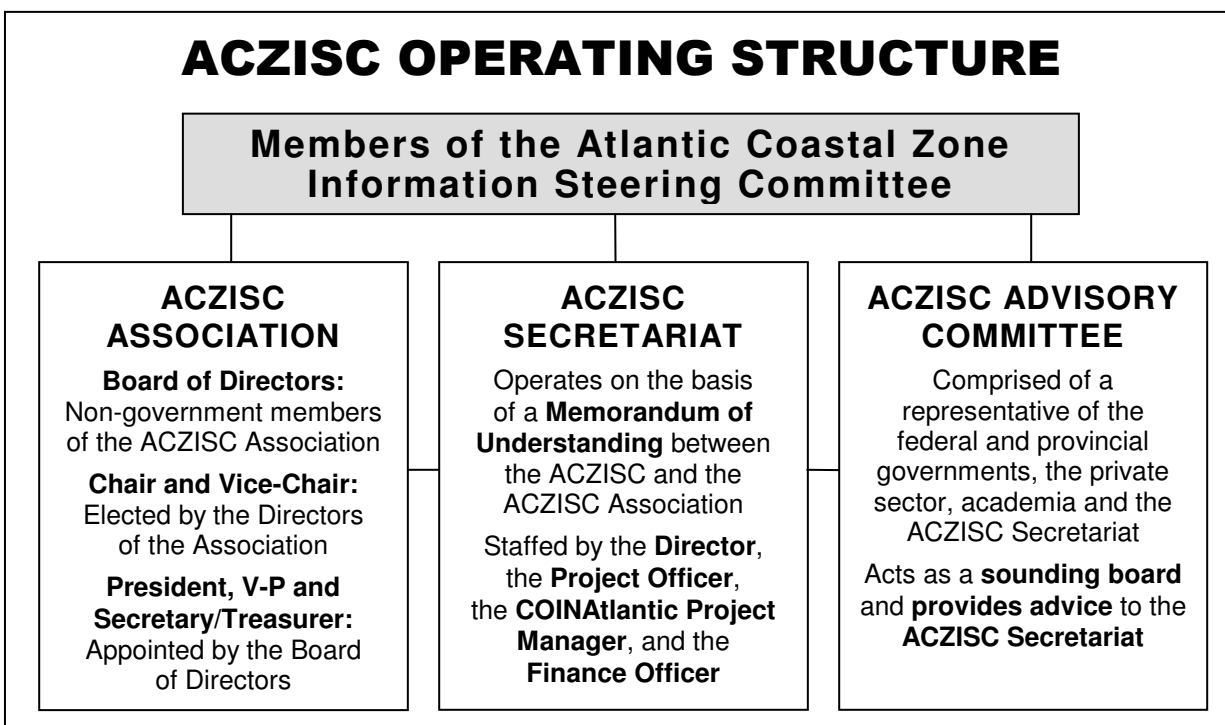 ACZISC OPERATING STRUCTURE
Members of the Atlantic Coastal Zone
Information Steering Committee
ACZISC
ASSOCIATION
Board of Directors:
Non-government members
of the ACZISC Association
Chair and Vice-Chair:
Elected by the Directors
of the Association
President, V-P and
Secretary/Treasurer:
Appointed by the Board
of Directors
ACZISC
SECRETARIAT
Operates on the basis
of a Memorandum of
Understanding between
the ACZISC and the
ACZISC Association
Staffed by the Director,
the Project Officer,
the COINAtlantic Project
Manager, and the
Finance Officer
ACZISC ADVISORY
COMMITTEE
Comprised of a
representative of the
federal and provincial
governments, the private
sector, academia and the
ACZISC Secretariat
Acts as a sounding board
and provides advice to the
ACZISC Secretariat